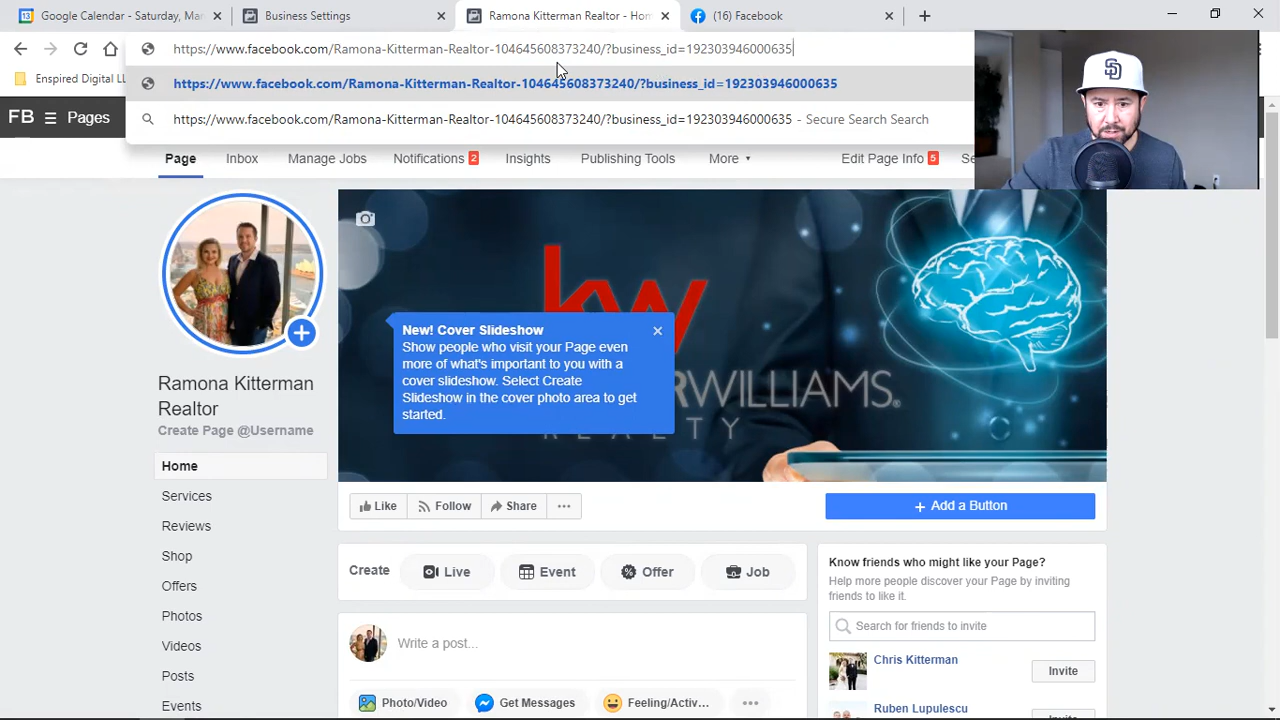 Google Calendar - Saturday, Mar
Business Settings
Ramona Kitterman Realtor - Hom
(16) Facebook
https://www.facebook.com/Ramona-Kitterman-Realtor-104645608373240/?business_id=192303946000635
Enspired Digital LL
https://www.facebook.com/Ramona-Kitterman-Realtor-104645608373240/?business_id=192303946000635
https://www.facebook.com/Ramona-Kitterman-Realtor-104645608373240/?business_id=192303946000635 - Secure Search Search
FB Pages
Page
Inbox
Manage Jobs
Notifications 2
Insights
Publishing Tools
More
Edit Page Info 5
Se
SD
kw
New! Cover Slideshow
Show people who visit your Page even
more of what's important to you with a
cover slideshow. Select Create
Slideshow in the cover photo area to get
started.
WILLIAMS®
REALTY
Ramona Kitterman
Realtor
Create Page @Username
Home
Services
Reviews
Shop
Offers
Photos
Videos
Posts
Events
Like
Follow
Share
+ Add a Button
Create
Live
Event
Offer
Job
Write a post...
Photo/Video
Get Messages
Feeling/Activ...
Know friends who might like your Page?
Help more people discover your Page by inviting
friends to like it.
Search for friends to invite
Chris Kitterman
Invite
Ruben Lupulescu
Invite